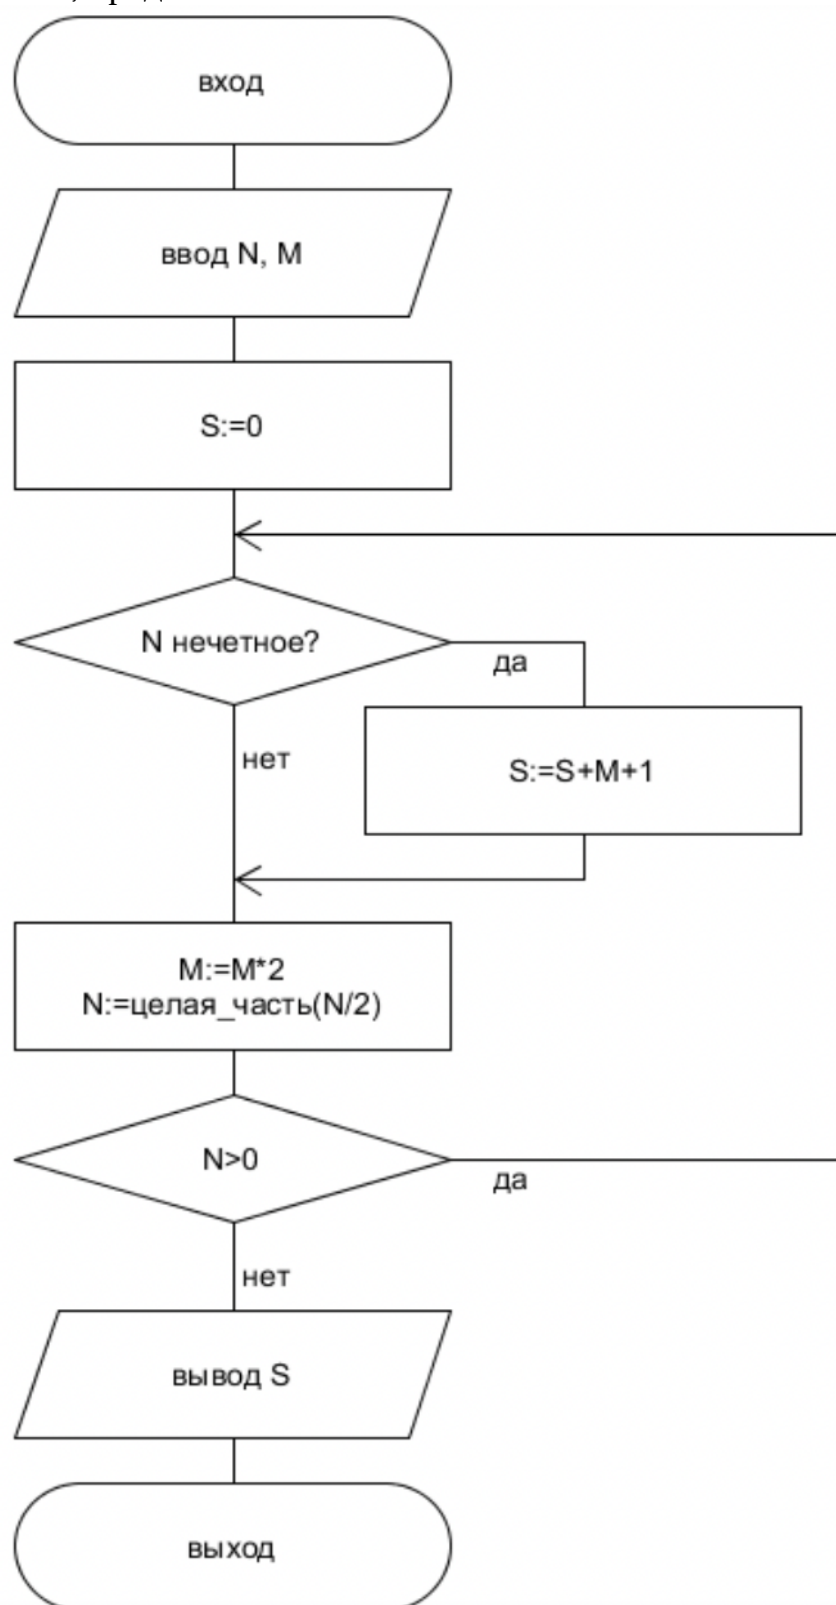 вход
ввод N, M
S:=0
N нечетное?
да
нет
S:=S+M+1
M:=M*2
N:=целая_часть(N/2)
N>0
да
нет
вывод S
выход